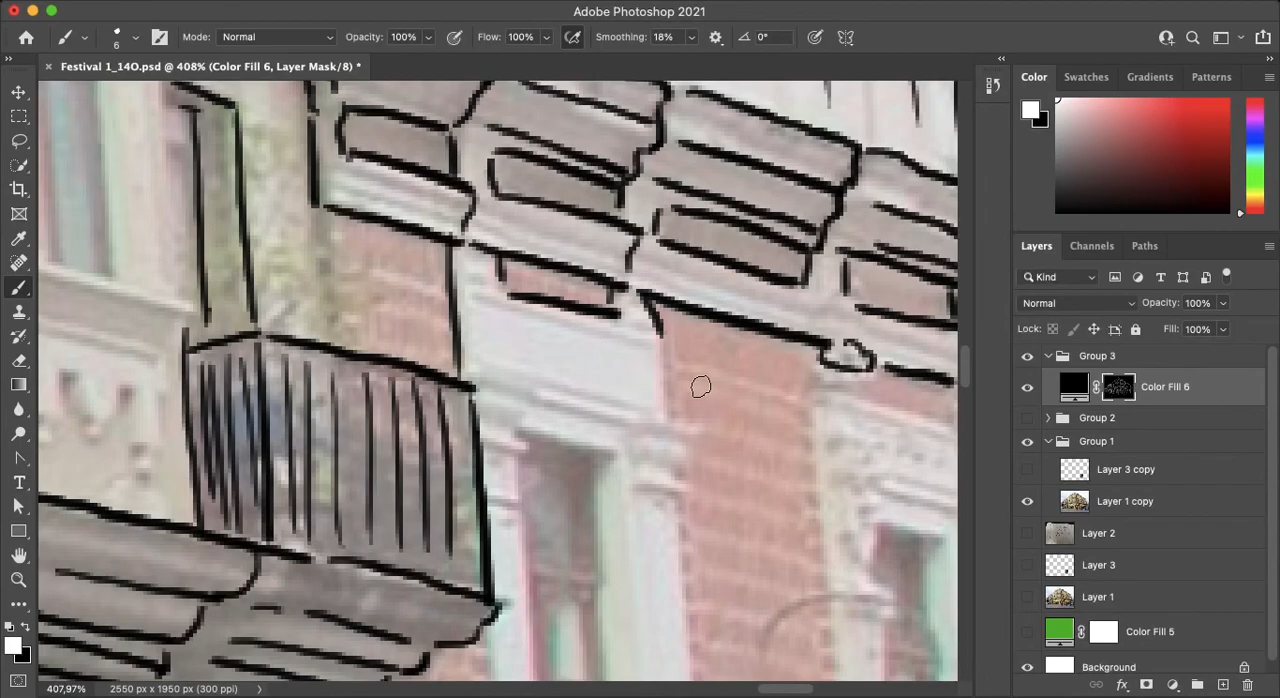 Adobe Photoshop 2021
6 Mode: Normal Opacity: 100% Flow: 100% Smoothing: 18% 0°
Festival 1_14O.psd @ 408% (Color Fill 6, Layer Mask/8) *
Color Swatches Gradients Patterns
Layers Channels Paths
Kind
Normal Opacity: 100%
Lock: Fill: 100%
Group 3
Color Fill 6
Group 2
Group 1
Layer 3 copy
Layer 1 copy
Layer 2
Layer 3
Layer 1
Color Fill 5
Background
407,97% 2550 px x 1950 px (300 ppi)